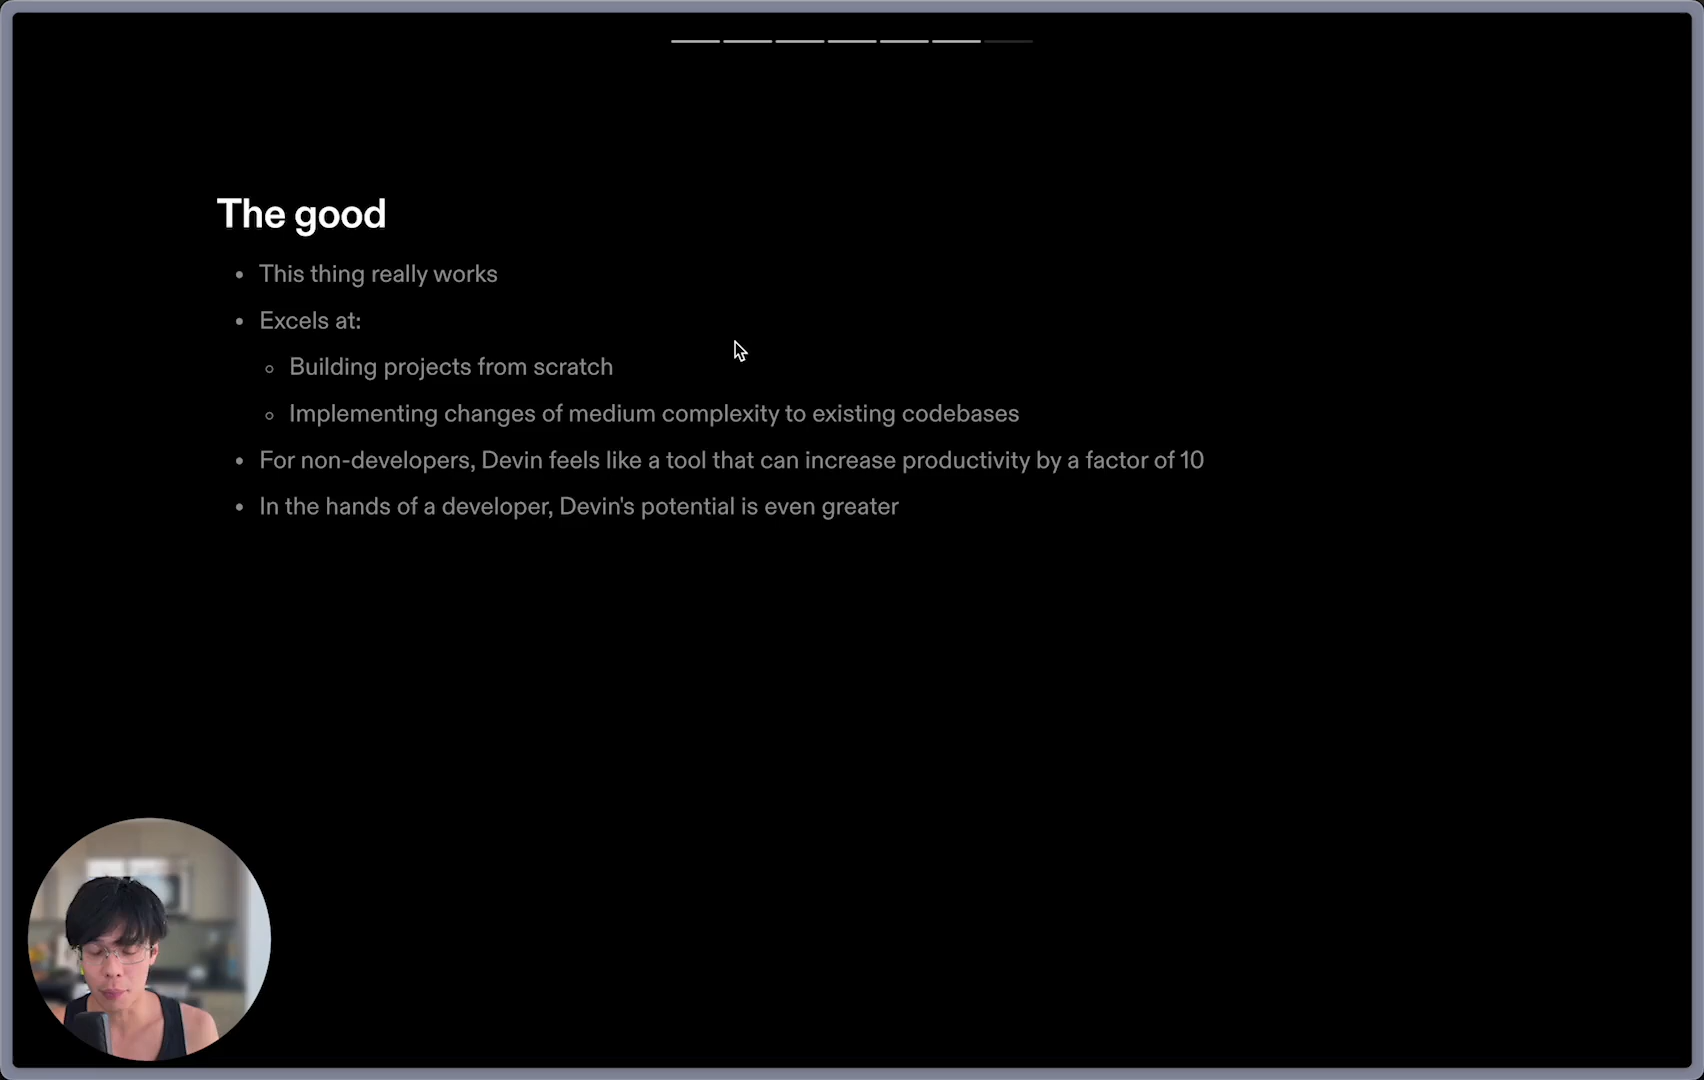 The good
• This thing really works
• Excels at:
◦ Building projects from scratch
◦ Implementing changes of medium complexity to existing codebases
• For non-developers, Devin feels like a tool that can increase productivity by a factor of 10
• In the hands of a developer, Devin's potential is even greater